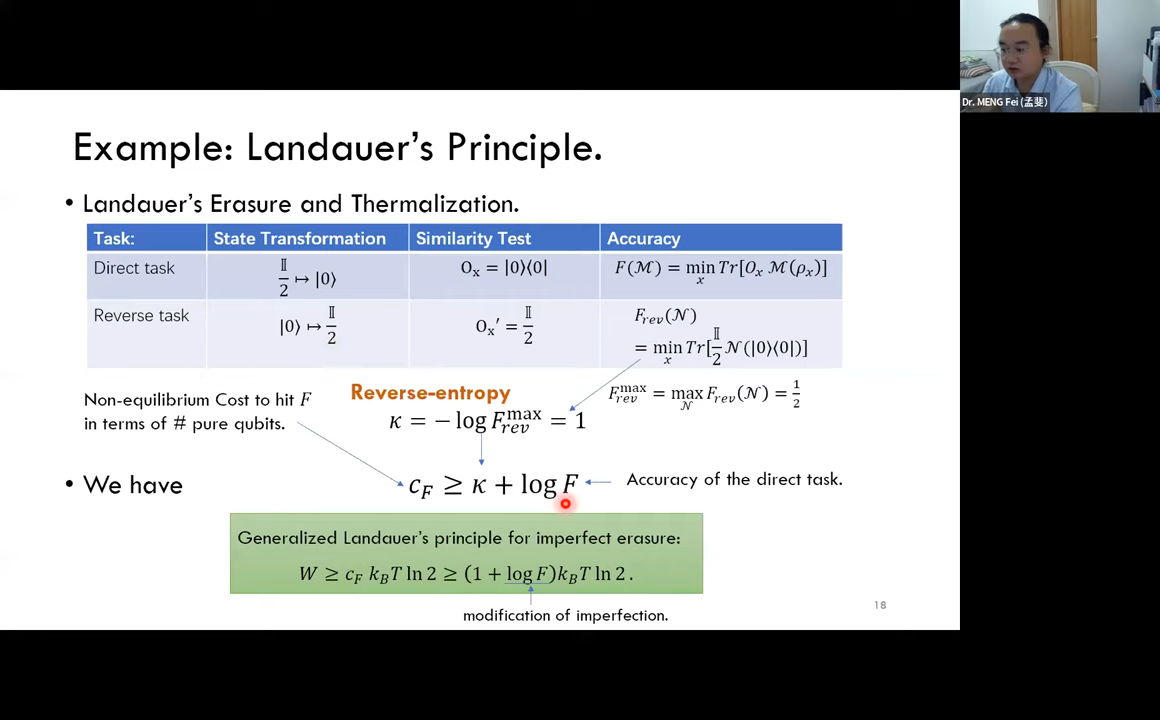 Dr. MENG Fei (孟斐)
Example: Landauer's Principle.
• Landauer's Erasure and Thermalization.
Task: State Transformation Similarity Test Accuracy
Direct task 𝕀/2 ↦ |0⟩ Oₓ = |0⟩⟨0| F(ℳ) = min_x Tr[Oₓ ℳ(ρₓ)]
Reverse task |0⟩ ↦ 𝕀/2 Oₓ′ = 𝕀/2 F_rev(𝒩)
= min_x Tr[𝕀/2 𝒩(|0⟩⟨0|)]
Non-equilibrium Cost to hit F
in terms of # pure qubits.
Reverse-entropy
κ = − log F_rev^max = 1
F_rev^max = max_𝒩 F_rev(𝒩) = 1/2
• We have
c_F ≥ κ + log F
Accuracy of the direct task.
Generalized Landauer's principle for imperfect erasure:
W ≥ c_F k_B T ln 2 ≥ (1 + log F)k_B T ln 2 .
modification of imperfection.
18